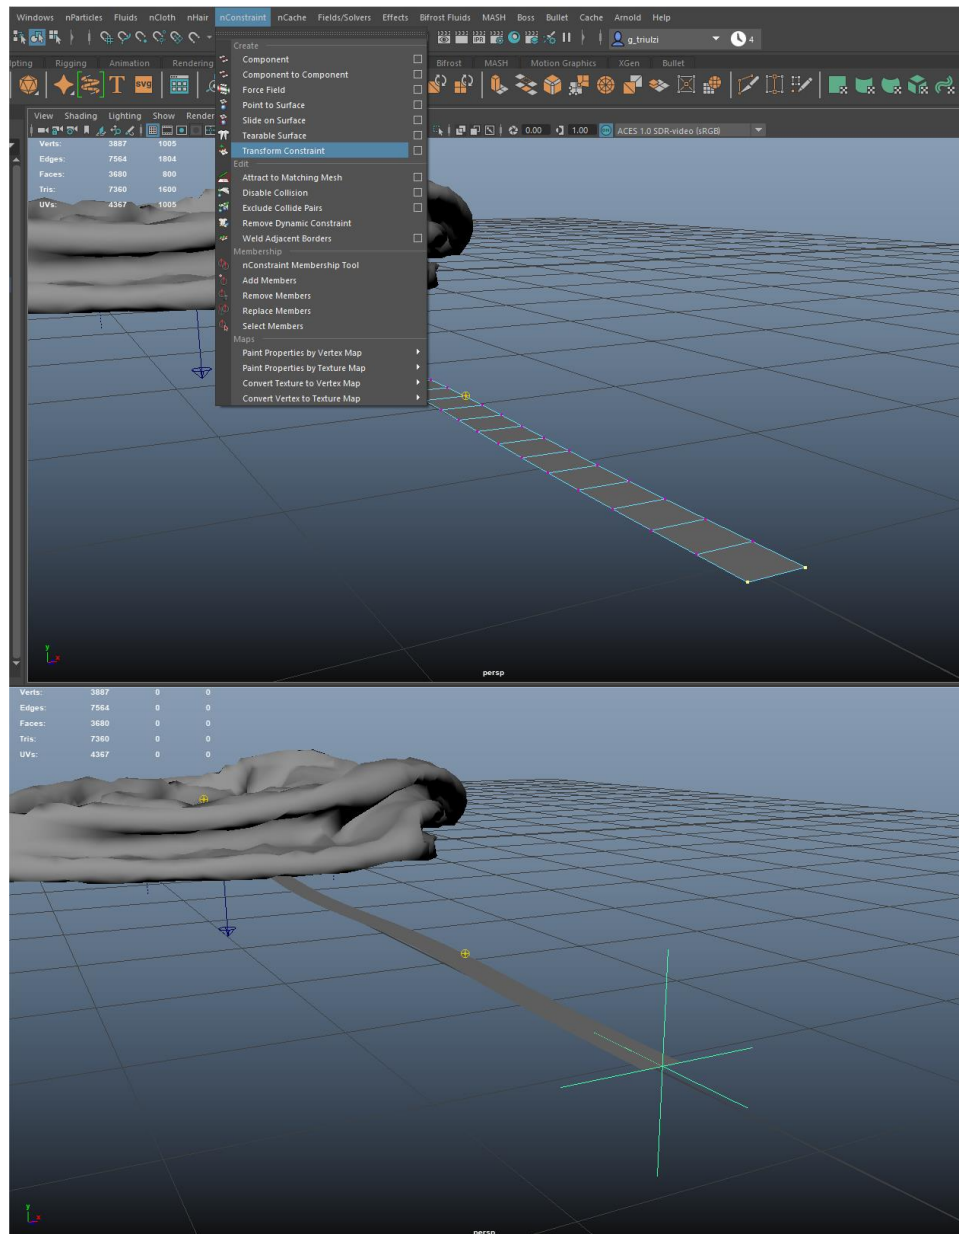 Windows nParticles Fluids nCloth nHair nConstraint nCache Fields/Solvers Effects Bifrost Fluids MASH Boss Bullet Cache Arnold Help
g_triulzi 4
Rigging Animation Rendering Bifrost MASH Motion Graphics XGen Bullet
T svg
View Shading Lighting Show 0.00 1.00 ACES 1.0 SDR-video (sRGB)
Create
Component
Component to Component
Force Field
Point to Surface
Slide on Surface
Tearable Surface
Transform Constraint
Edit
Attract to Matching Mesh
Disable Collision
Exclude Collide Pairs
Remove Dynamic Constraint
Weld Adjacent Borders
Membership
nConstraint Membership Tool
Add Members
Remove Members
Replace Members
Select Members
Maps
Paint Properties by Vertex Map
Paint Properties by Texture Map
Convert Texture to Vertex Map
Convert Vertex to Texture Map
Verts: 3887 1005
Edges: 7564 1804
Faces: 3680 800
Tris: 7360 1600
UVs: 4367 1005
y
x
persp
Verts: 3887 0 0
Edges: 7564 0 0
Faces: 3680 0 0
Tris: 7360 0 0
UVs: 4367 0 0
y
x
persp